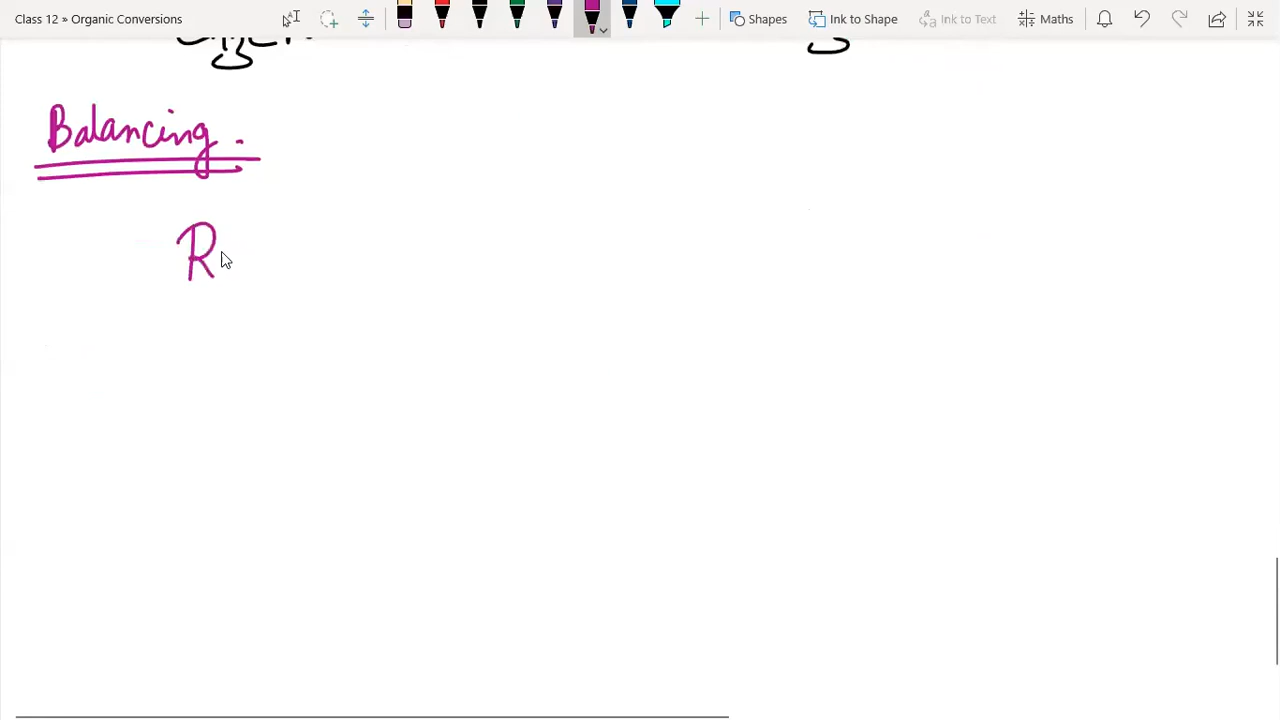 Class 12 » Organic Conversions
Shapes
Ink to Shape
Ink to Text
Maths
Balancing.
R